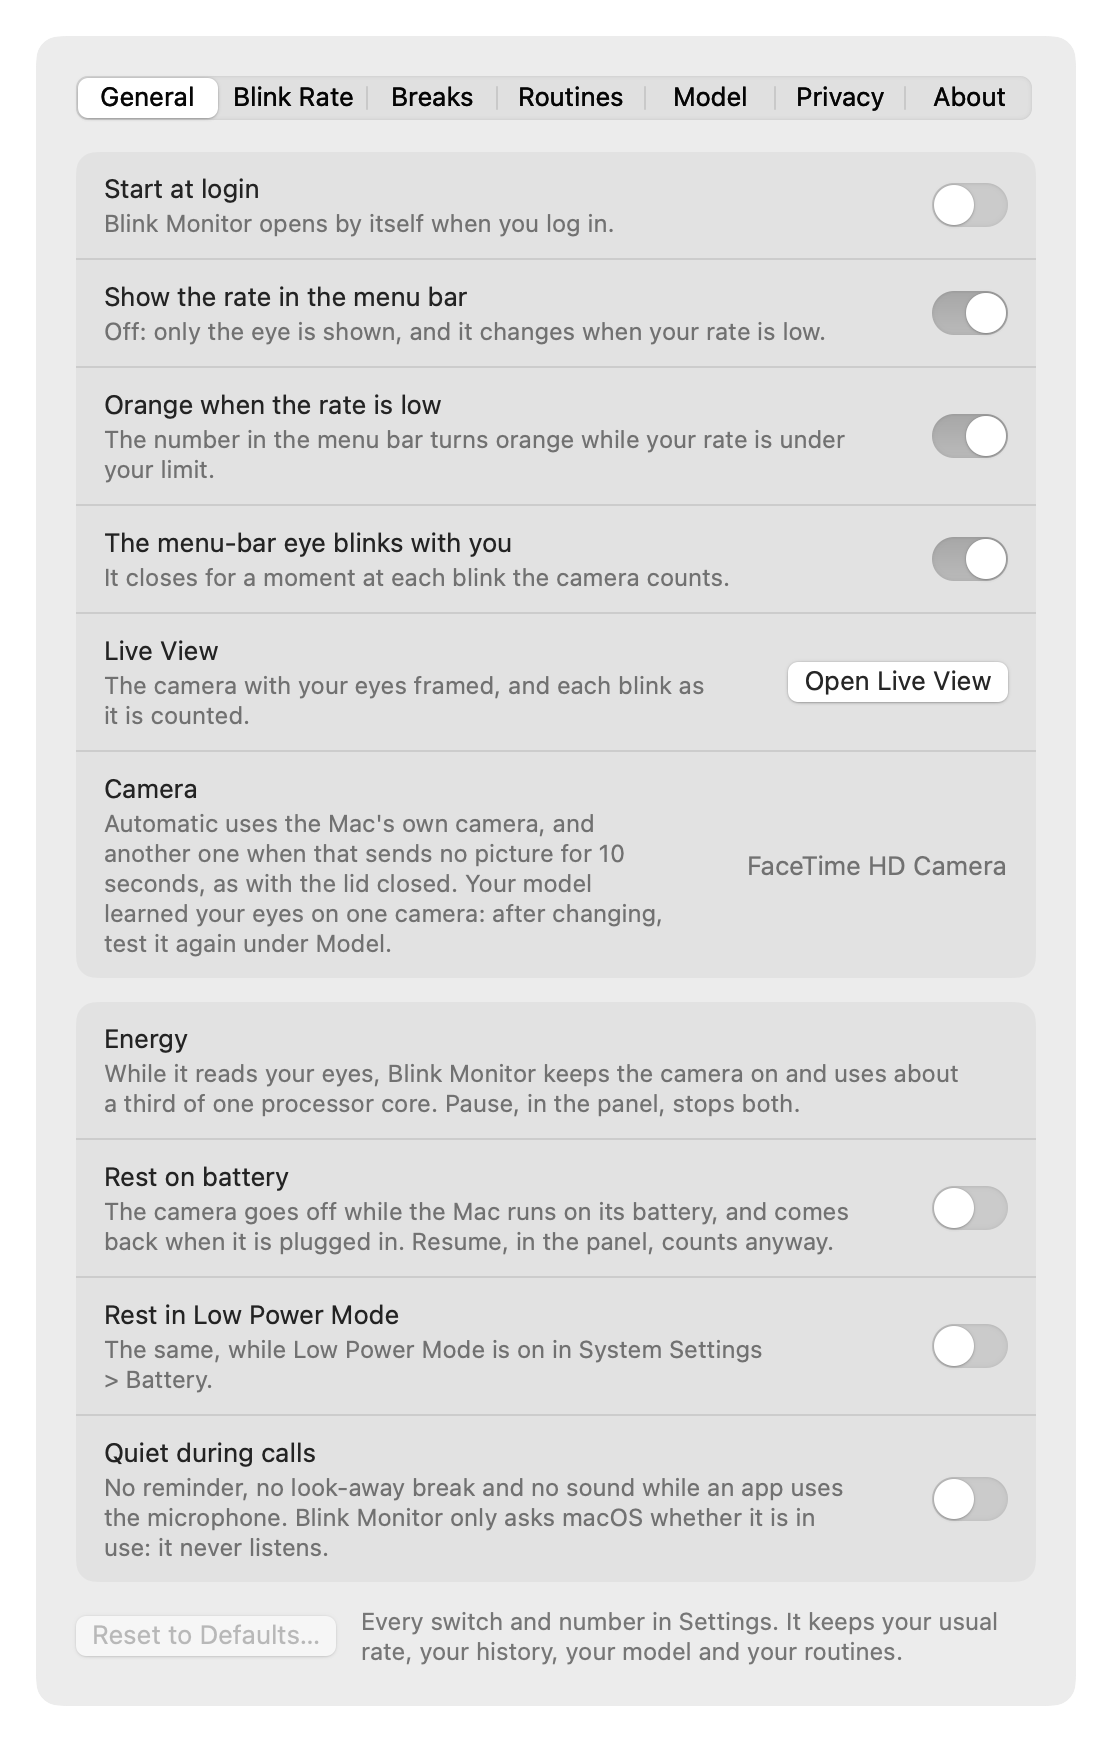 General Blink Rate Breaks Routines Model Privacy About
Start at login
Blink Monitor opens by itself when you log in.
Show the rate in the menu bar
Off: only the eye is shown, and it changes when your rate is low.
Orange when the rate is low
The number in the menu bar turns orange while your rate is under
your limit.
The menu-bar eye blinks with you
It closes for a moment at each blink the camera counts.
Live View
The camera with your eyes framed, and each blink as
it is counted.
Open Live View
Camera
Automatic uses the Mac's own camera, and
another one when that sends no picture for 10
seconds, as with the lid closed. Your model
learned your eyes on one camera: after changing,
test it again under Model.
FaceTime HD Camera
Energy
While it reads your eyes, Blink Monitor keeps the camera on and uses about
a third of one processor core. Pause, in the panel, stops both.
Rest on battery
The camera goes off while the Mac runs on its battery, and comes
back when it is plugged in. Resume, in the panel, counts anyway.
Rest in Low Power Mode
The same, while Low Power Mode is on in System Settings
> Battery.
Quiet during calls
No reminder, no look-away break and no sound while an app uses
the microphone. Blink Monitor only asks macOS whether it is in
use: it never listens.
Reset to Defaults...
Every switch and number in Settings. It keeps your usual
rate, your history, your model and your routines.